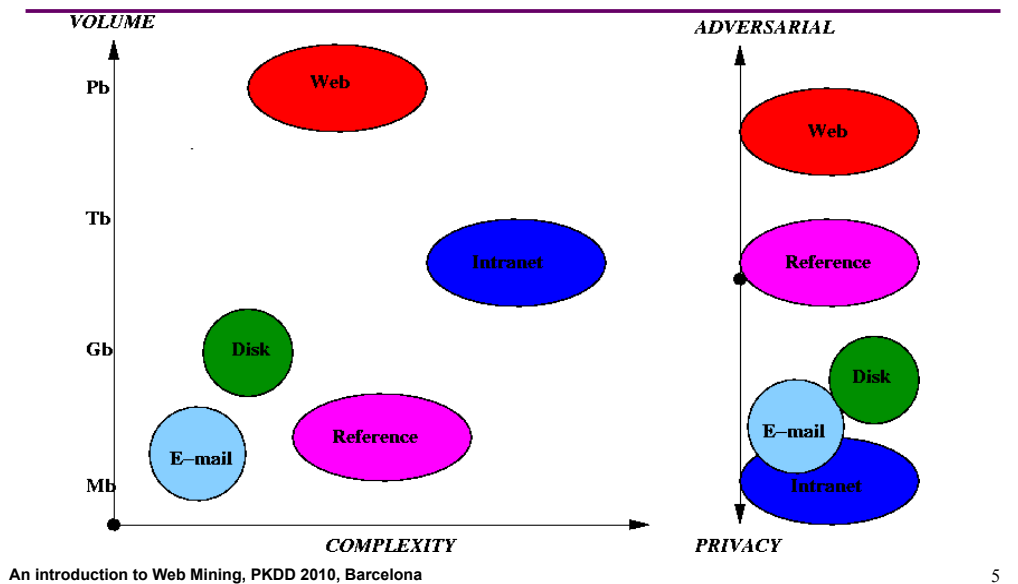 VOLUME
Pb
Web
Tb
Intranet
Gb
Disk
Reference
E-mail
Mb
COMPLEXITY
ADVERSARIAL
Web
Reference
Disk
E-mail
Intranet
PRIVACY
An introduction to Web Mining, PKDD 2010, Barcelona
5